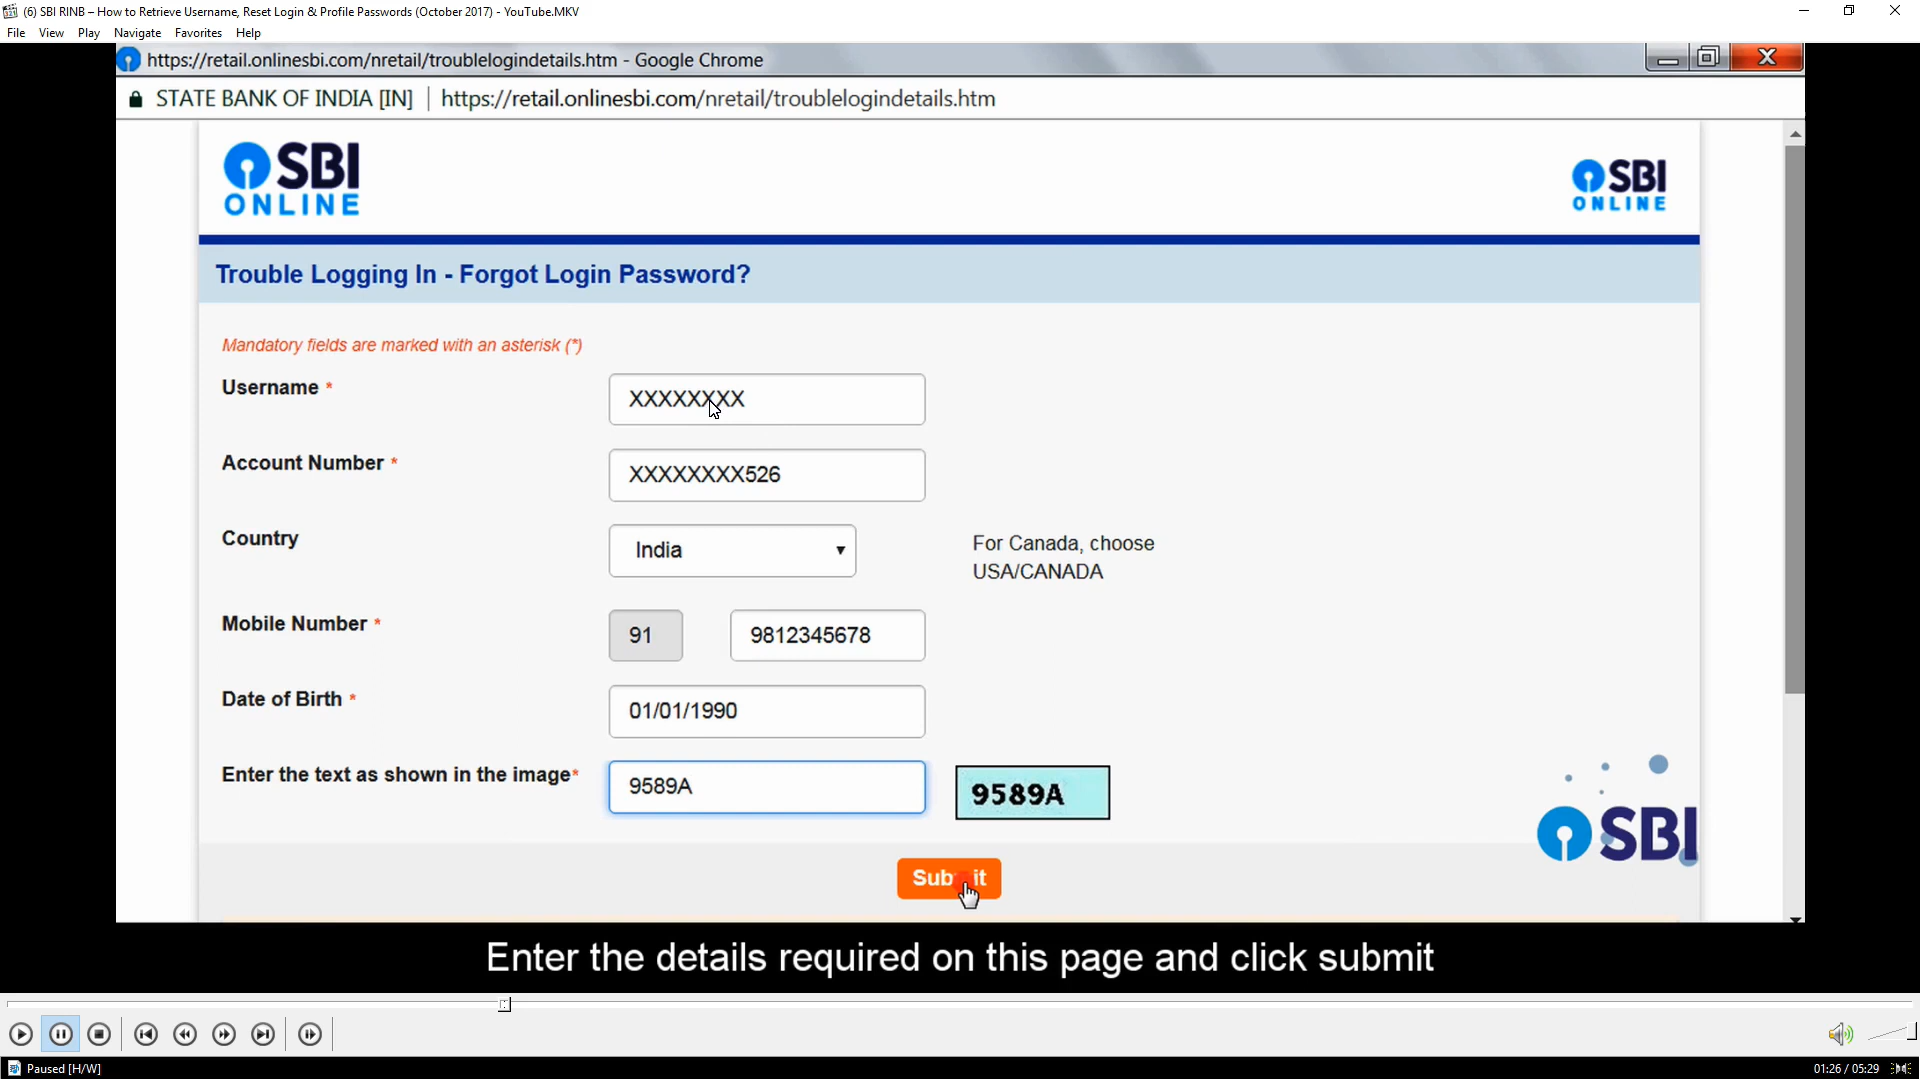 (6) SBI RINB – How to Retrieve Username, Reset Login & Profile Passwords (October 2017) - YouTube.MKV
File View Play Navigate Favorites Help
https://retail.onlinesbi.com/nretail/troublelogindetails.htm - Google Chrome
STATE BANK OF INDIA [IN] https://retail.onlinesbi.com/nretail/troublelogindetails.htm
SBI
ONLINE
SBI
ONLINE
Trouble Logging In - Forgot Login Password?
Mandatory fields are marked with an asterisk (*)
Username * XXXXXXXX
Account Number * XXXXXXXX526
Country India
For Canada, choose
USA/CANADA
Mobile Number * 91 9812345678
Date of Birth * 01/01/1990
Enter the text as shown in the image* 9589A 9589A
SBI
Submit
Enter the details required on this page and click submit
Paused [H/W] 01:26 / 05:29